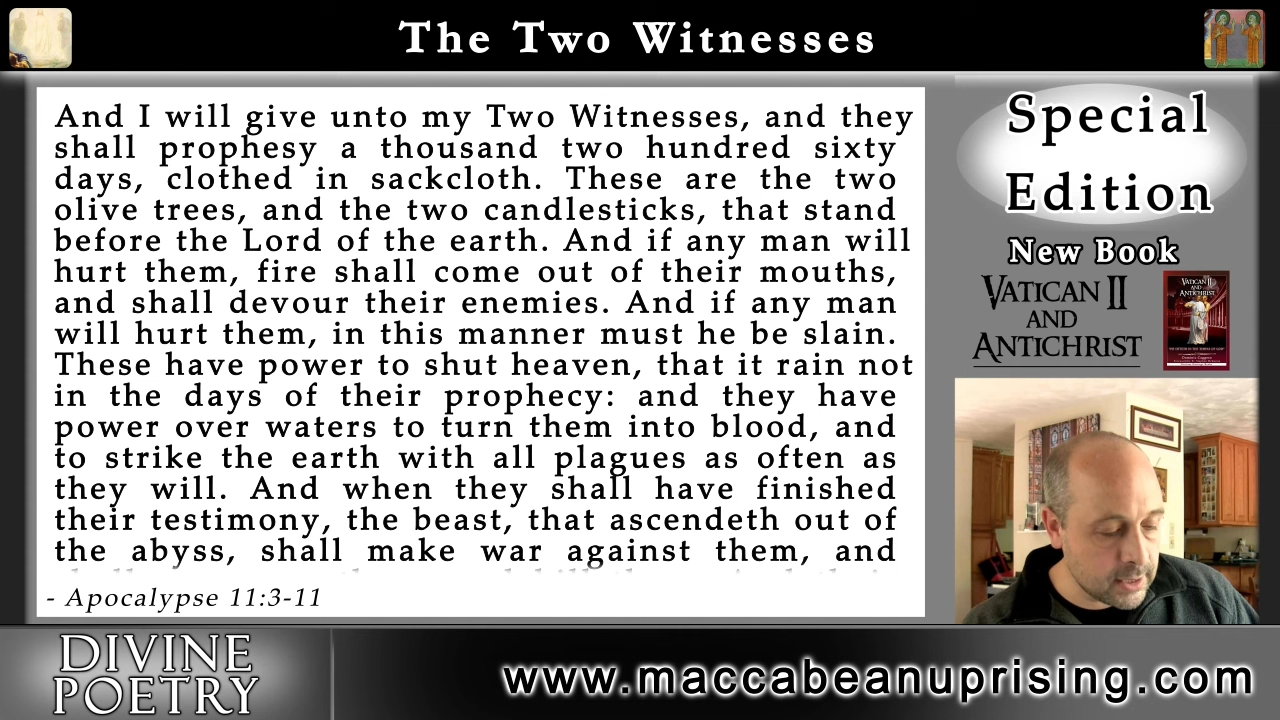 The Two Witnesses
And I will give unto my Two Witnesses, and they
shall prophesy a thousand two hundred sixty
days, clothed in sackcloth. These are the two
olive trees, and the two candlesticks, that stand
before the Lord of the earth. And if any man will
hurt them, fire shall come out of their mouths,
and shall devour their enemies. And if any man
will hurt them, in this manner must he be slain.
These have power to shut heaven, that it rain not
in the days of their prophecy: and they have
power over waters to turn them into blood, and
to strike the earth with all plagues as often as
they will. And when they shall have finished
their testimony, the beast, that ascendeth out of
the abyss, shall make war against them, and
- Apocalypse 11:3-11
Special
Edition
New Book
VATICAN II
AND
ANTICHRIST
VATICAN II
AND
ANTICHRIST
DIVINE
POETRY
www.maccabeanuprising.com